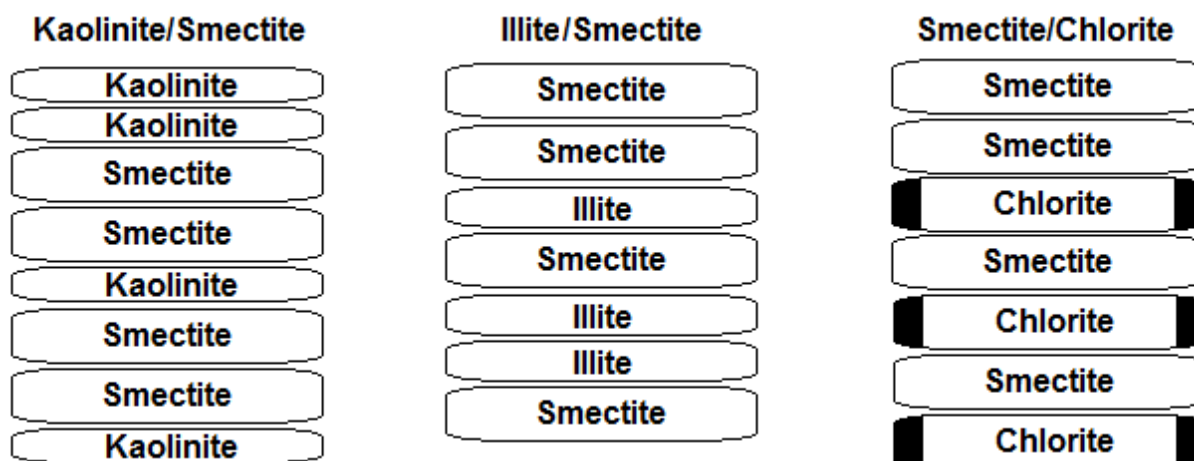 Kaolinite/Smectite
Kaolinite
Kaolinite
Smectite
Smectite
Kaolinite
Smectite
Smectite
Kaolinite
Illite/Smectite
Smectite
Smectite
Illite
Smectite
Illite
Illite
Smectite
Smectite/Chlorite
Smectite
Smectite
Chlorite
Smectite
Chlorite
Smectite
Chlorite